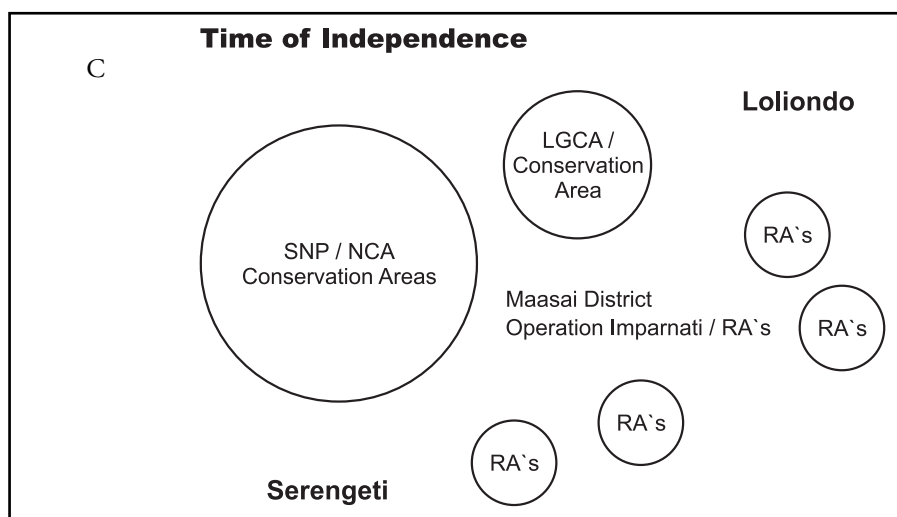 Time of Independence
C
Loliondo
LGCA /
Conservation
Area
RA`s
SNP / NCA
Conservation Areas
Maasai District
Operation Imparnati / RA`s
RA`s
RA`s
RA`s
Serengeti